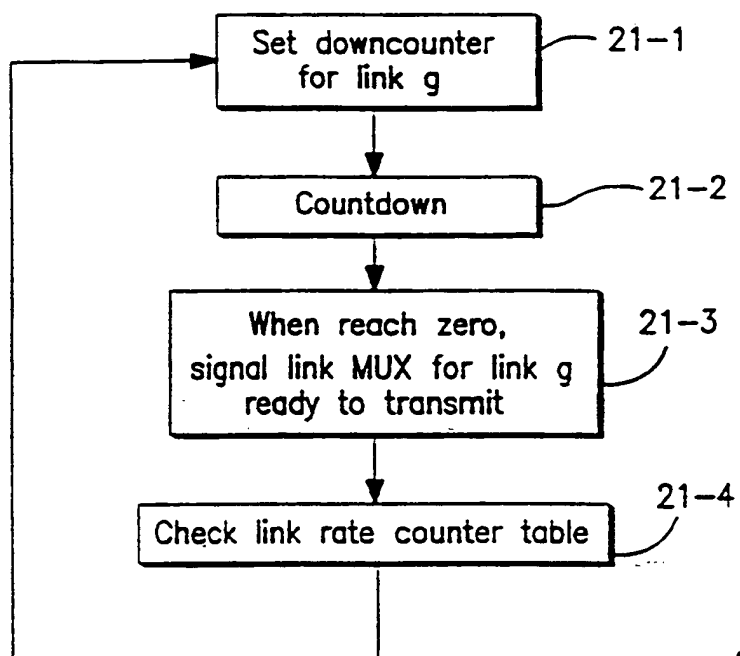 Set downcounter
for link g
21-1
Countdown
21-2
When reach zero,
signal link MUX for link g
ready to transmit
21-3
Check link rate counter table
21-4